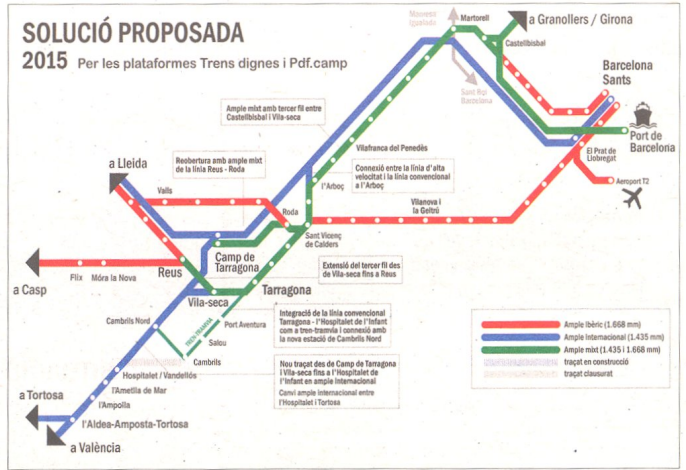 SOLUCIÓ PROPOSADA
2015 Per les plataformes Trens dignes i Pdf.camp
Manresa
Igualada
Martorell
a Granollers / Girona
Castellbisbal
Barcelona
Sants
Sant Boi
Barcelona
Port de
Barcelona
El Prat de
Llobregat
Aeroport T2
Ample mixt amb tercer fil entre
Castellbisbal i Vila-seca
Vilafranca del Penedès
Reobertura amb ample mixt
de la línia Reus - Roda
Connexió entre la línia d'alta
velocitat i la línia convencional
a l'Arboç
l'Arboç
a Lleida
Valls
Roda
Vilanova i
la Geltrú
Sant Vicenç
de Calders
Camp de
Tarragona
Reus
a Casp
Flix
Móra la Nova
Extensió del tercer fil des
de Vila-seca fins a Reus
Vila-seca
Tarragona
Cambrils Nord
TREN TRAMVIA
Port Aventura
Salou
Cambrils
Integració de la línia convencional
Tarragona - l'Hospitalet de l'Infant
com a tren-tramvia i connexió amb
la nova estació de Cambrils Nord
Nou traçat des de Camp de Tarragona
i Vila-seca fins a l'Hospitalet de
l'Infant en ample internacional
Canvi ample internacional entre
l'Hospitalet i Tortosa
Hospitalet / Vandellós
l'Ametlla de Mar
l'Ampolla
a Tortosa
l'Aldea-Amposta-Tortosa
a València
Ample Ibèric (1.668 mm)
Ample Internacional (1.435 mm)
Ample mixt (1.435 i 1.668 mm)
traçat en construcció
traçat clausurat